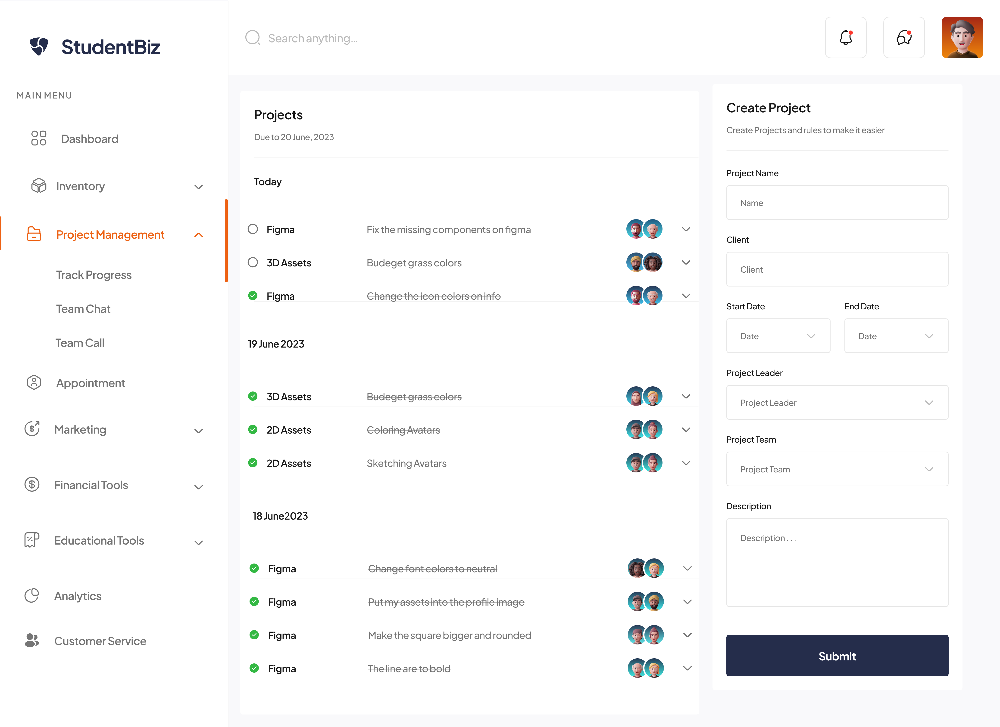 StudentBiz
Search anything...
MAIN MENU
Dashboard
Inventory
Project Management
Track Progress
Team Chat
Team Call
Appointment
Marketing
Financial Tools
Educational Tools
Analytics
Customer Service
Projects
Due to 20 June, 2023
Today
Figma Fix the missing components on figma
3D Assets Budeget grass colors
Figma Change the icon colors on info
19 June 2023
3D Assets Budeget grass colors
2D Assets Coloring Avatars
2D Assets Sketching Avatars
18 June2023
Figma Change font colors to neutral
Figma Put my assets into the profile image
Figma Make the square bigger and rounded
Figma The line are to bold
Create Project
Create Projects and rules to make it easier
Project Name
Name
Client
Client
Start Date End Date
Date Date
Project Leader
Project Leader
Project Team
Project Team
Description
Description . . .
Submit